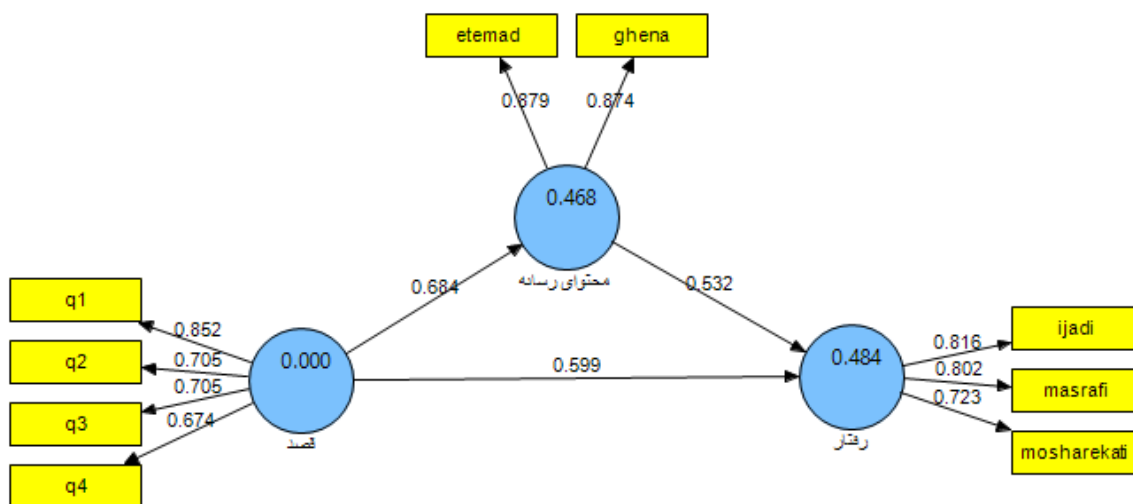 etemad
ghena
0.879
0.874
0.468
محتوای رسانه
0.684
0.532
q1
q2
q3
q4
0.852
0.705
0.705
0.674
0.000
قصد
0.599
0.484
رفتار
0.816
0.802
0.723
ijadi
masrafi
mosharekati